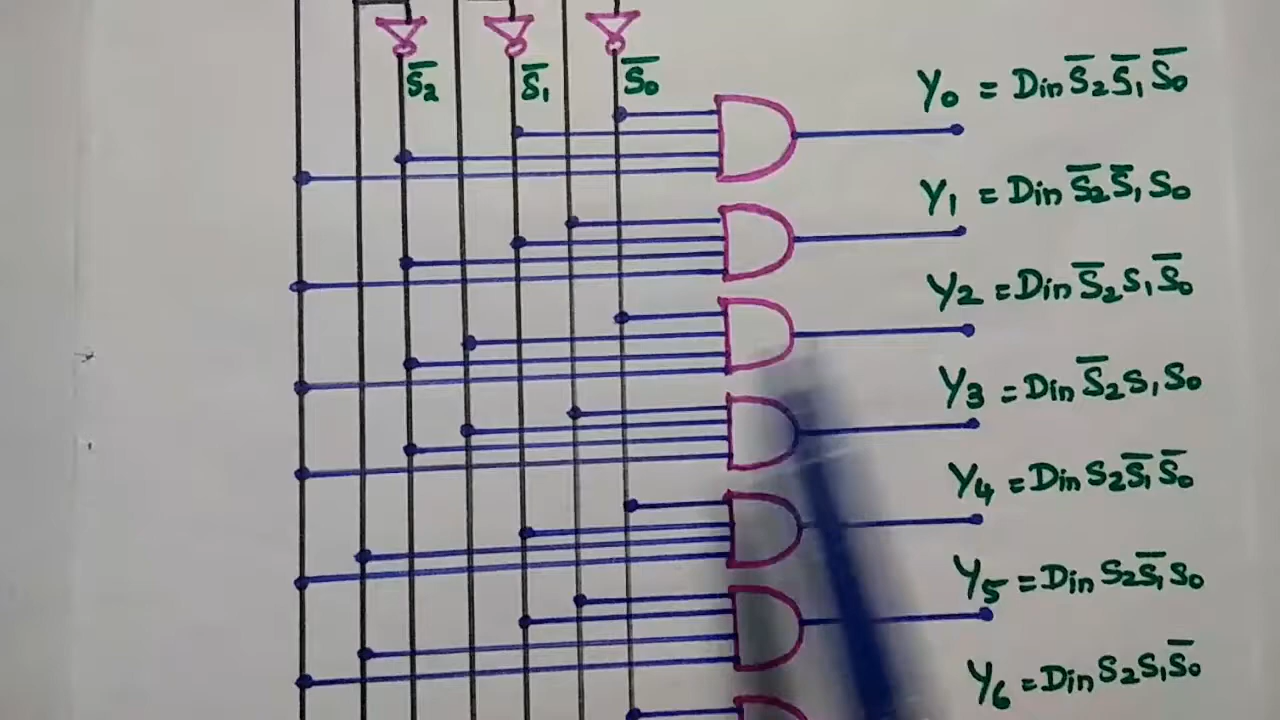 S̅2 S̅1 S̅0
Y0 = Din S̅2 S̅1 S̅0
Y1 = Din S̅2 S̅1 S0
Y2 = Din S̅2 S1 S̅0
Y3 = Din S̅2 S1 S0
Y4 = Din S2 S̅1 S̅0
Y5 = Din S2 S̅1 S0
Y6 = Din S2 S1 S̅0